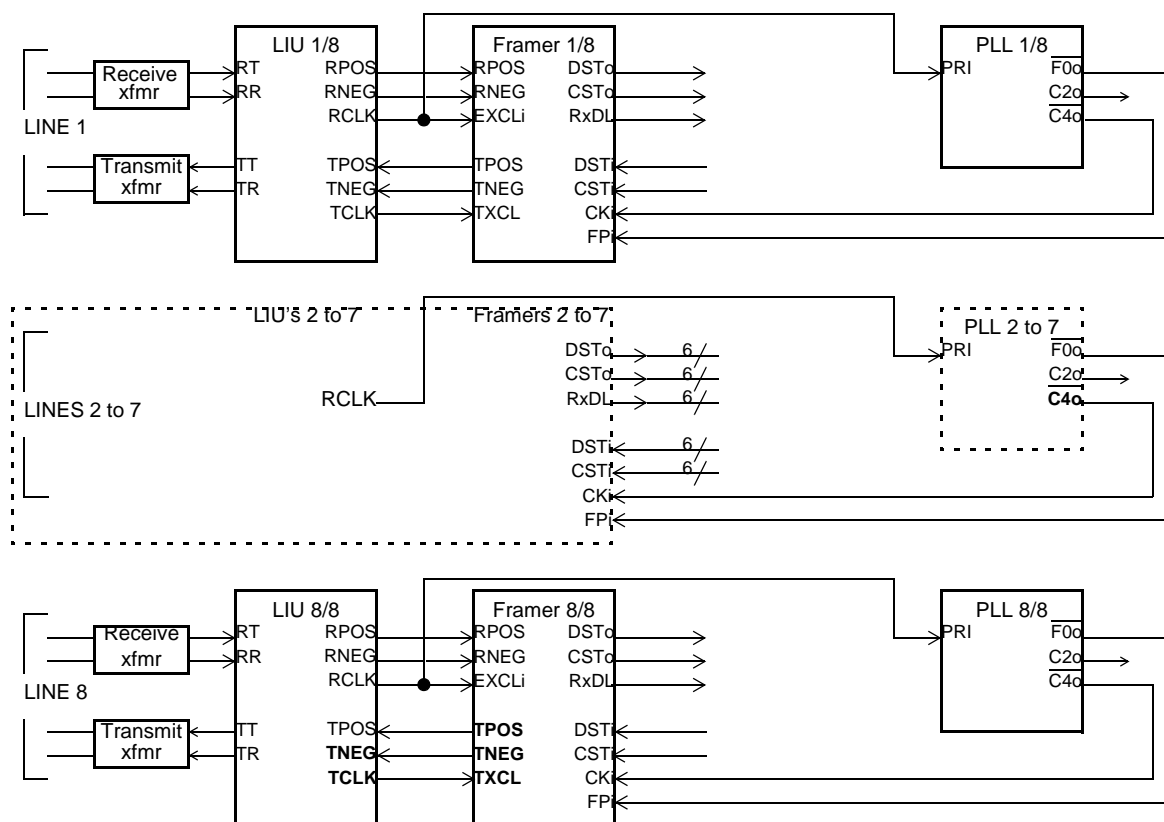 LIU 1/8 Framer 1/8 PLL 1/8
Receive xfmr
RT RPOS RPOS DSTo PRI F0o
RR RNEG RNEG CSTo C2o
RCLK EXCLi RxDL C4o
LINE 1
Transmit xfmr
TT TPOS TPOS DSTi
TR TNEG TNEG CSTi
TCLK TXCL CKi
FPi
LIU's 2 to 7 Framers 2 to 7 PLL 2 to 7
DSTo 6 PRI F0o
CSTo 6 C2o
LINES 2 to 7 RCLK RxDL 6 C4o
DSTi 6
CSTi 6
CKi
FPi
LIU 8/8 Framer 8/8 PLL 8/8
Receive xfmr
RT RPOS RPOS DSTo PRI F0o
RR RNEG RNEG CSTo C2o
RCLK EXCLi RxDL C4o
LINE 8
Transmit xfmr
TT TPOS TPOS DSTi
TR TNEG TNEG CSTi
TCLK TXCL CKi
FPi